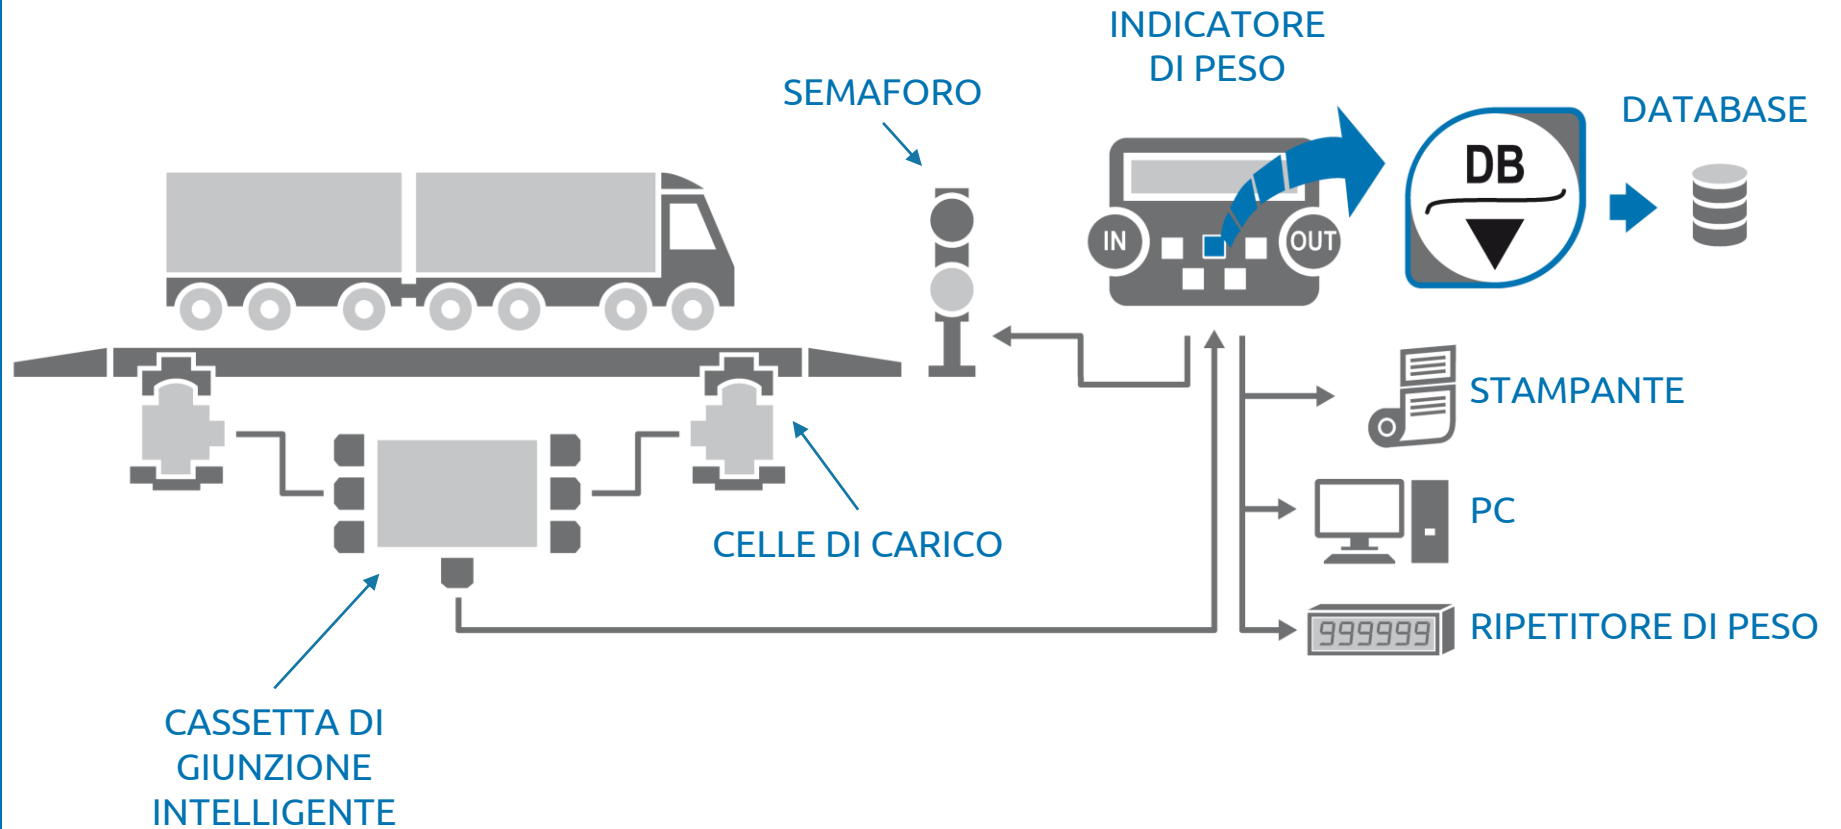 INDICATORE
DI PESO
SEMAFORO
DATABASE
DB
IN
OUT
STAMPANTE
PC
CELLE DI CARICO
999999
RIPETITORE DI PESO
CASSETTA DI
GIUNZIONE
INTELLIGENTE